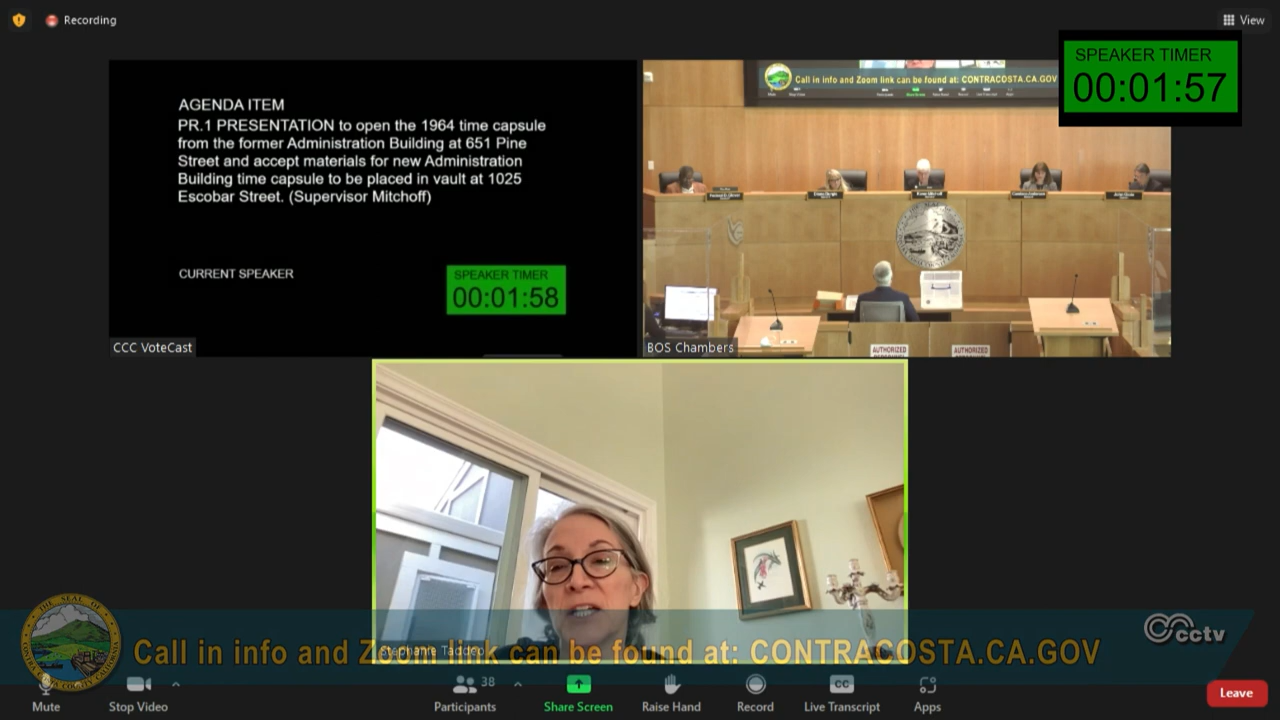 Recording
View
SPEAKER TIMER
00:01:57
AGENDA ITEM
PR.1 PRESENTATION to open the 1964 time capsule
from the former Administration Building at 651 Pine
Street and accept materials for new Administration
Building time capsule to be placed in vault at 1025
Escobar Street. (Supervisor Mitchoff)
CURRENT SPEAKER
SPEAKER TIMER
00:01:58
CCC VoteCast
Call in info and Zoom link can be found at: CONTRACOSTA.CA.GOV
AUTHORIZED
AUTHORIZED
BOS Chambers
Stephanie Taddeo
Call in info and Zoom link can be found at: CONTRACOSTA.CA.GOV
cctv
Mute
Stop Video
38
Participants
Share Screen
Raise Hand
Record
CC
Live Transcript
Apps
Leave